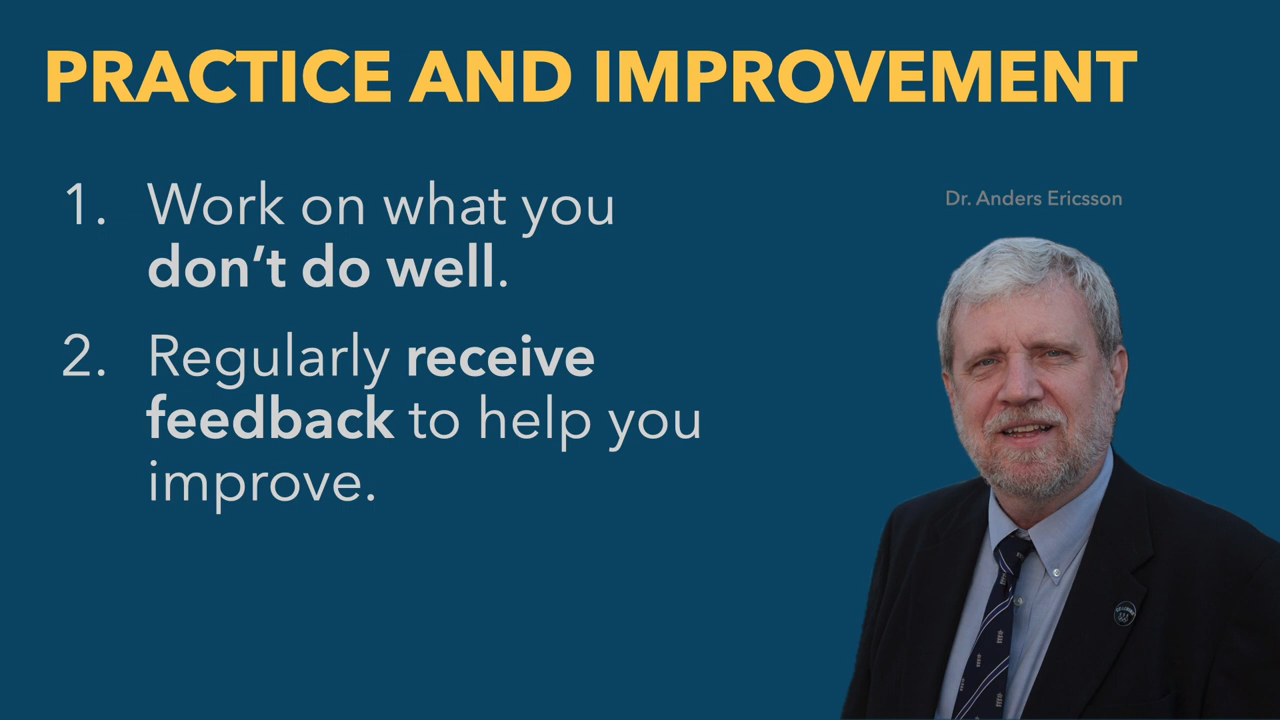 PRACTICE AND IMPROVEMENT
1. Work on what you
don’t do well.
2. Regularly receive
feedback to help you
improve.
Dr. Anders Ericsson